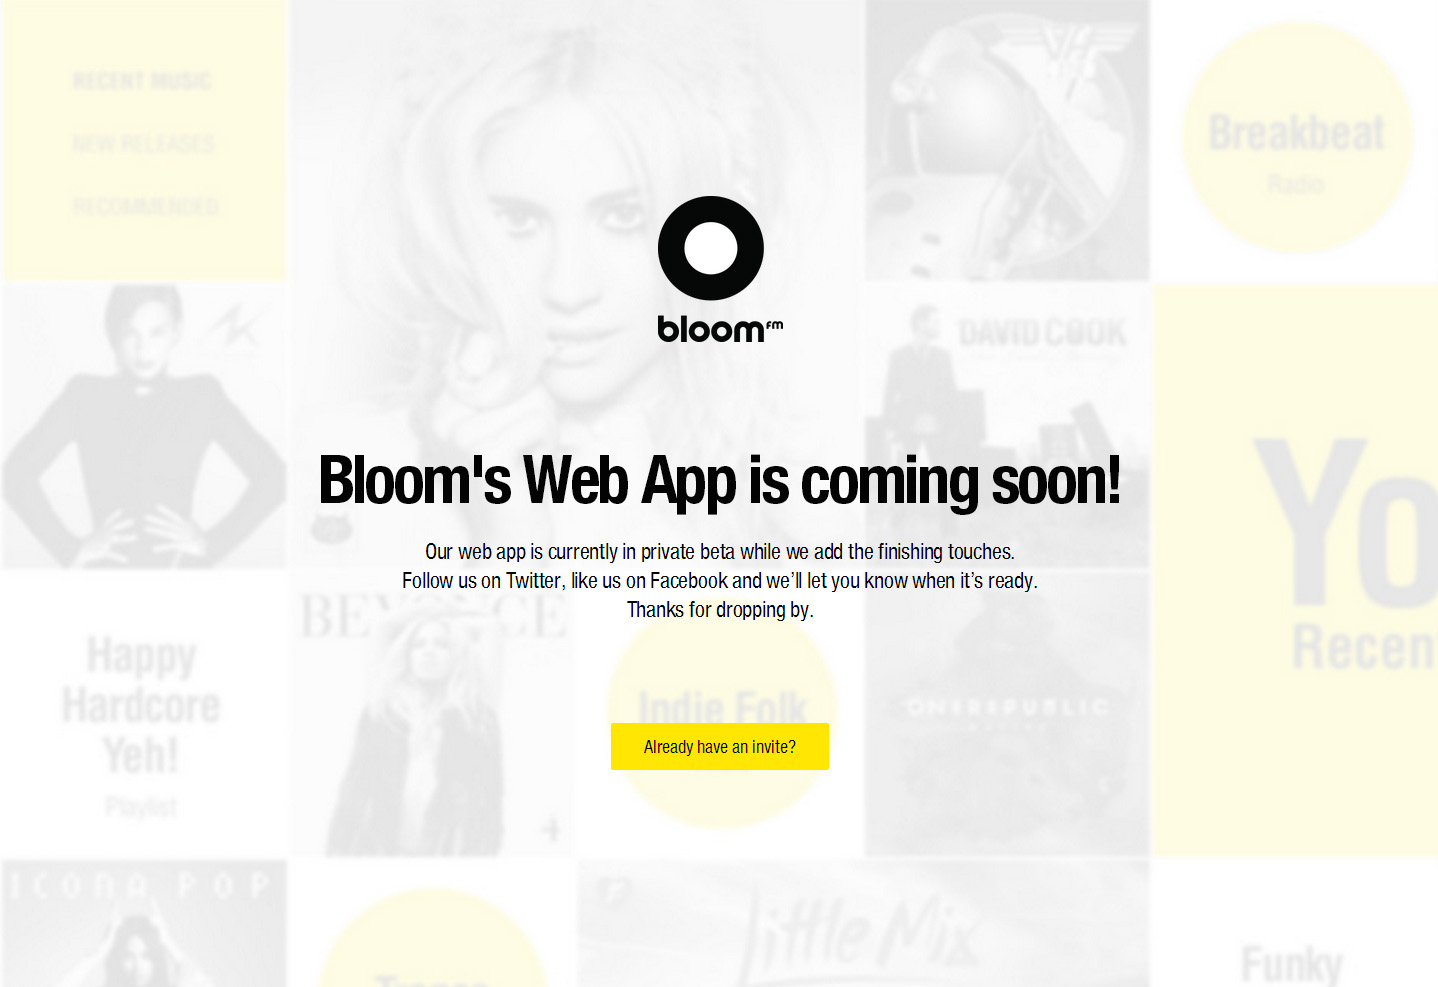 RECENT MUSIC
NEW RELEASES
RECOMMENDED
Breakbeat
Radio
bloom FM
DAVID COOK
Bloom's Web App is coming soon!
Our web app is currently in private beta while we add the finishing touches.
Follow us on Twitter, like us on Facebook and we’ll let you know when it’s ready.
Thanks for dropping by.
Yo
Recen
BEYONCE
4
Happy
Hardcore
Yeh!
Playlist
Indie Folk
Already have an invite?
ONEREPUBLIC
ICONA POP
Trance
Little Mix
Funky